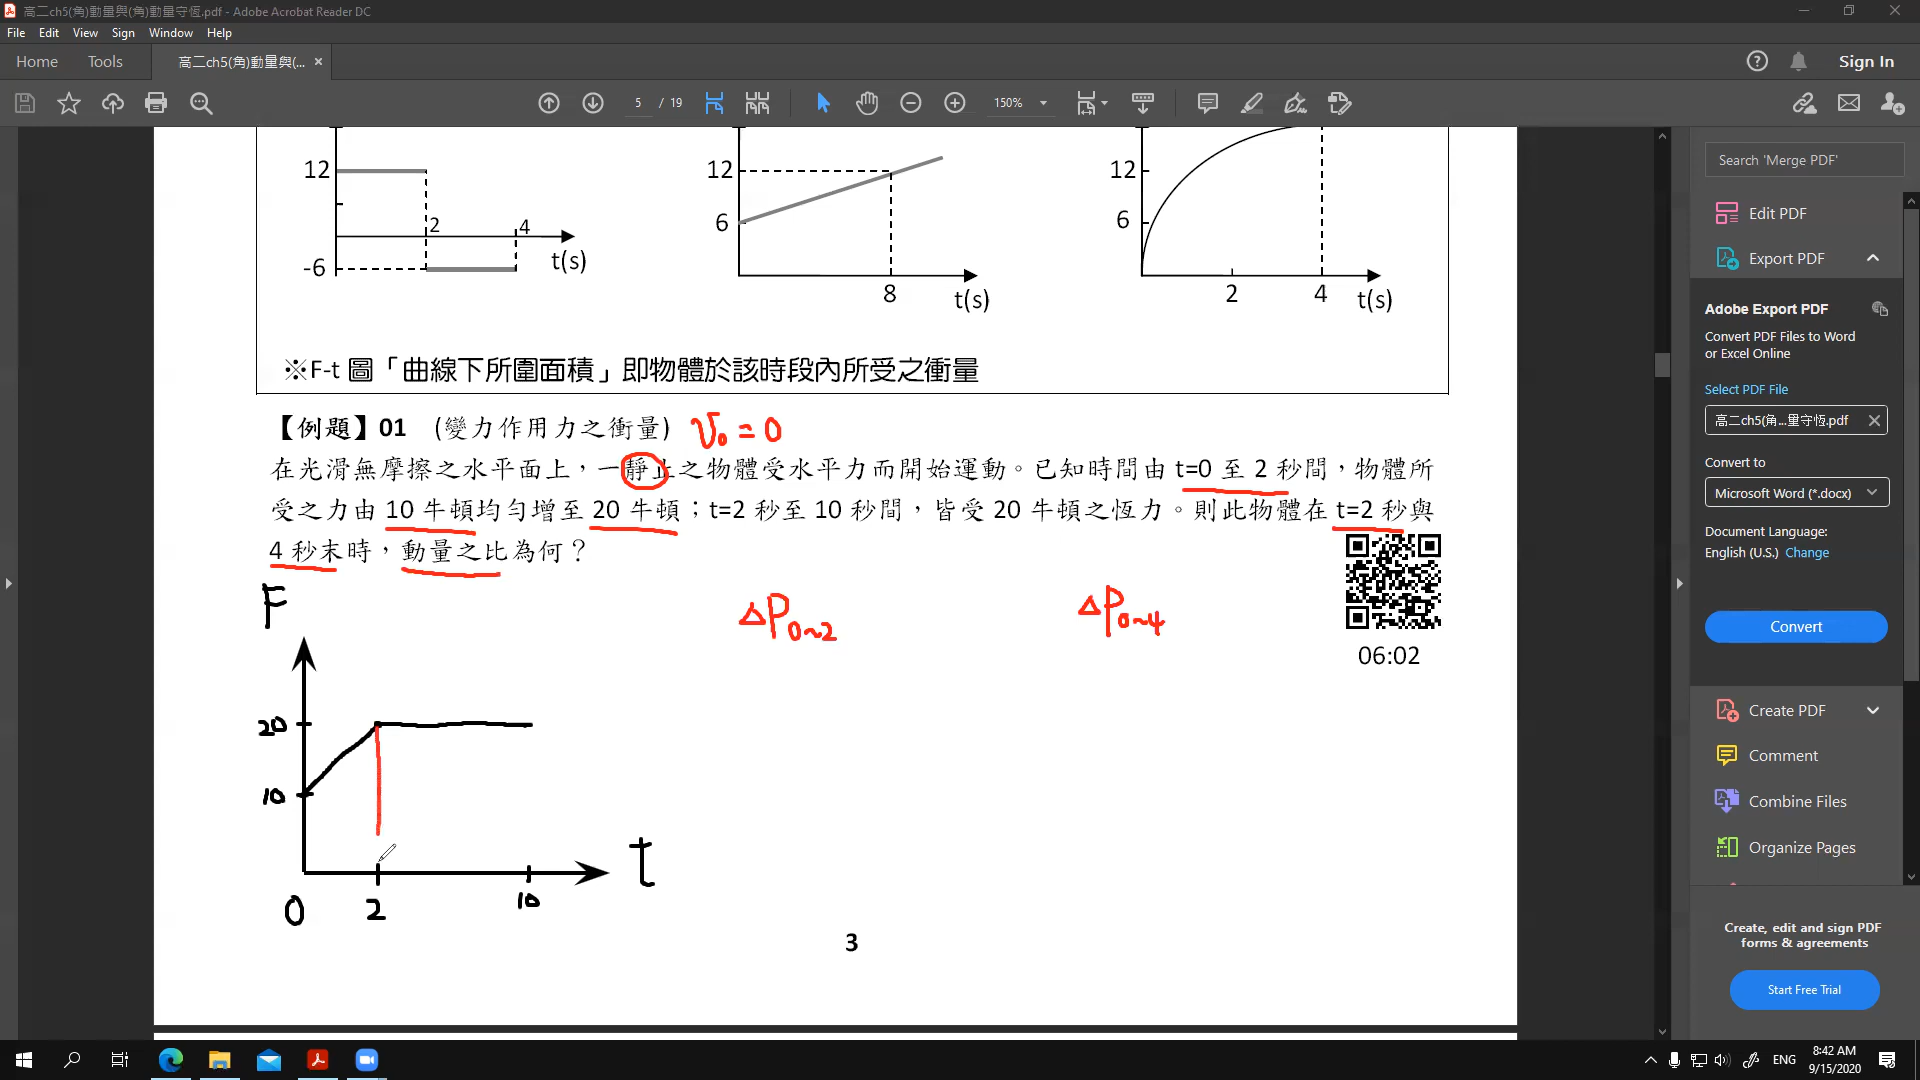 高二ch5(角)動量與(角)動量守恆.pdf - Adobe Acrobat Reader DC
File Edit View Sign Window Help
Home Tools 高二ch5(角)動量與(... × Sign In
5 / 19 150%
12 2 4 -6 t(s)
12 6 8 t(s)
12 6 2 4 t(s)
※F-t 圖「曲線下所圍面積」即物體於該時段內所受之衝量
【例題】01 (變力作用力之衝量) V₀ = 0
在光滑無摩擦之水平面上，一靜止之物體受水平力而開始運動。已知時間由 t=0 至 2 秒間，物體所
受之力由 10 牛頓均勻增至 20 牛頓；t=2 秒至 10 秒間，皆受 20 牛頓之恆力。則此物體在 t=2 秒與
4 秒末時，動量之比為何？
F ΔP₀~₂ ΔP₀~₄
06:02
20
10
t
0 2 10
3
Search 'Merge PDF'
Edit PDF
Export PDF
Adobe Export PDF
Convert PDF Files to Word
or Excel Online
Select PDF File
高二ch5(角...量守恆.pdf
Convert to
Microsoft Word (*.docx)
Document Language:
English (U.S.) Change
Convert
Create PDF
Comment
Combine Files
Organize Pages
Create, edit and sign PDF
forms & agreements
Start Free Trial
ENG 8:42 AM
9/15/2020